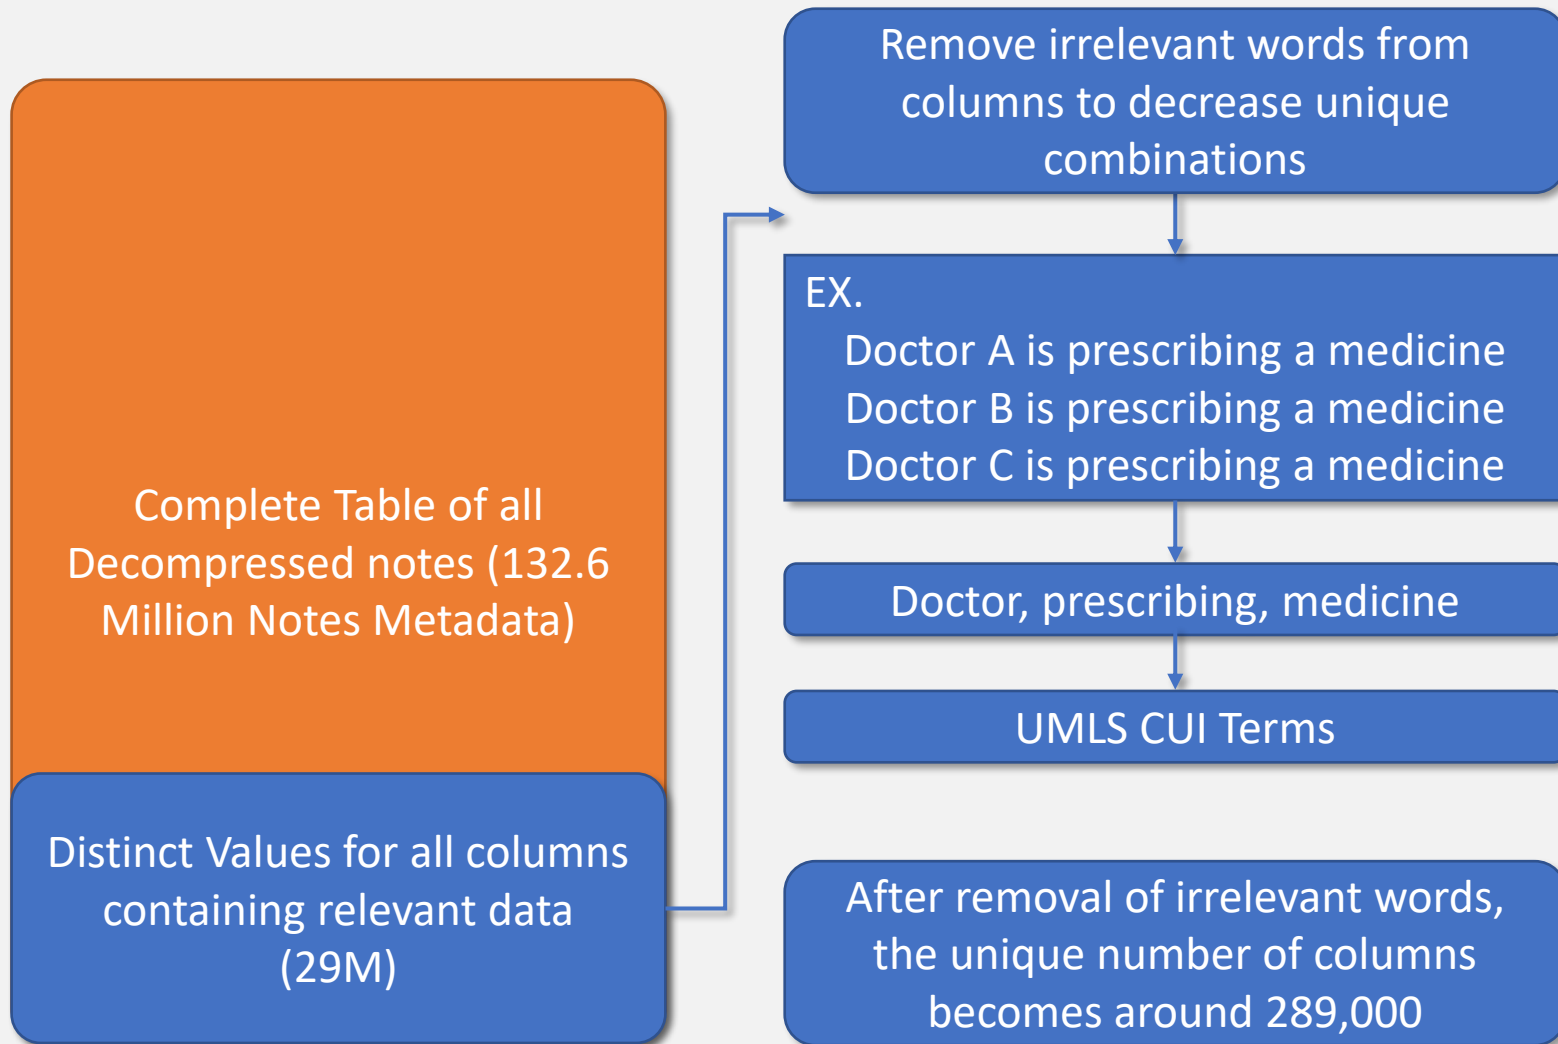 Complete Table of all
Decompressed notes (132.6
Million Notes Metadata)
Distinct Values for all columns
containing relevant data
(29M)
Remove irrelevant words from
columns to decrease unique
combinations
EX.
Doctor A is prescribing a medicine
Doctor B is prescribing a medicine
Doctor C is prescribing a medicine
Doctor, prescribing, medicine
UMLS CUI Terms
After removal of irrelevant words,
the unique number of columns
becomes around 289,000